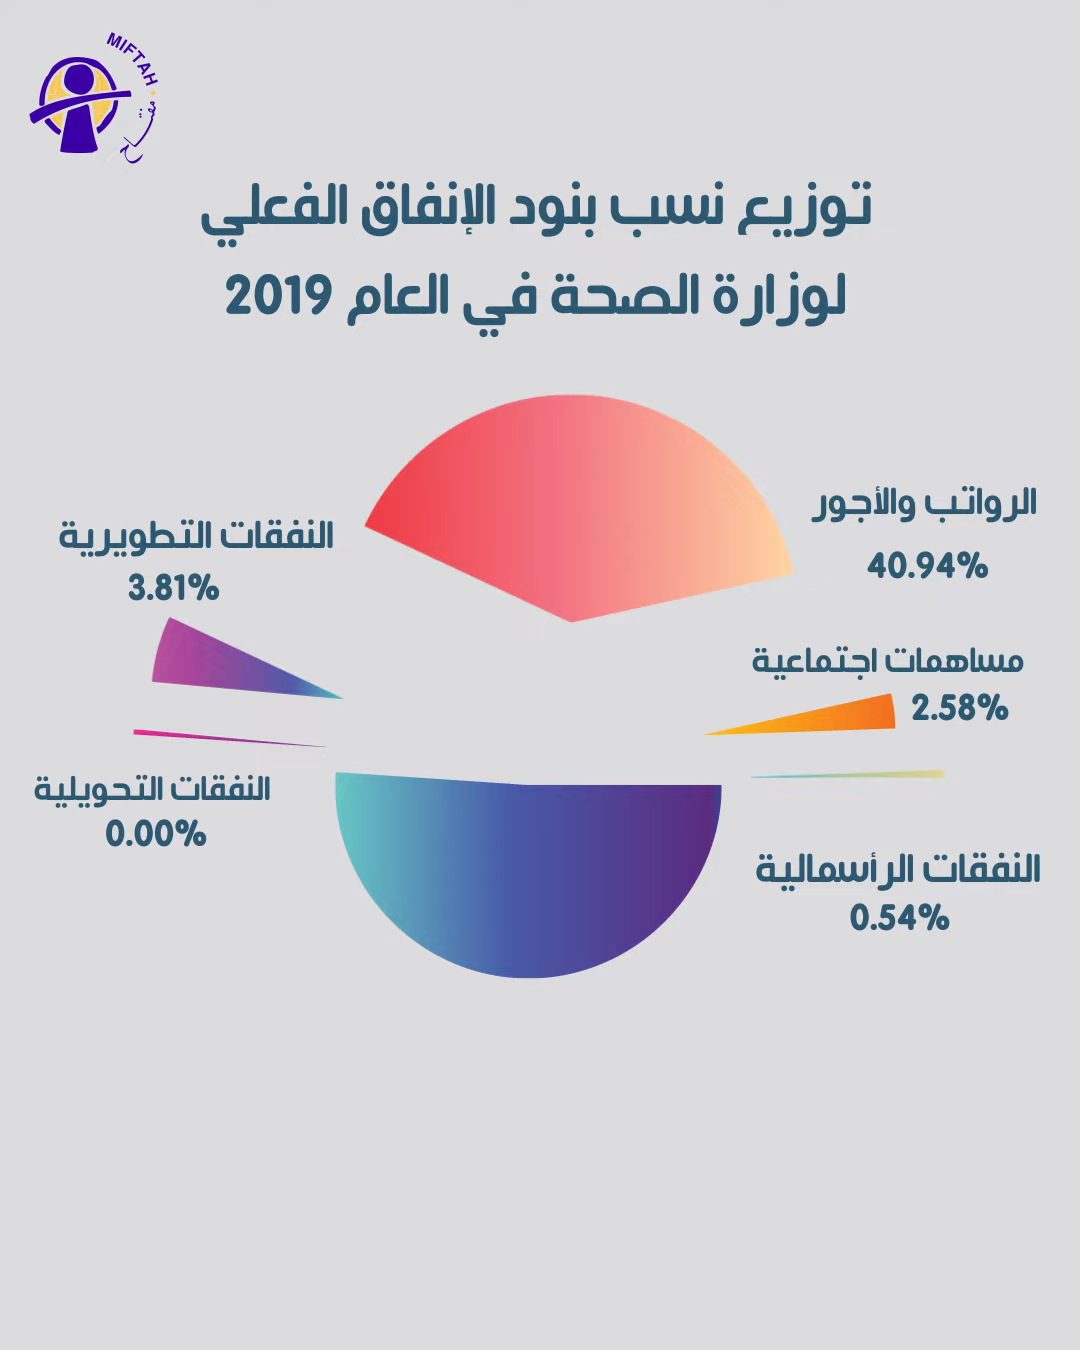 MIFTAH
مفتاح
توزيع نسب بنود الإنفاق الفعلي
لوزارة الصحة في العام 2019
الرواتب والأجور
40.94%
النفقات التطويرية
3.81%
مساهمات اجتماعية
2.58%
النفقات التحويلية
0.00%
النفقات الرأسمالية
0.54%